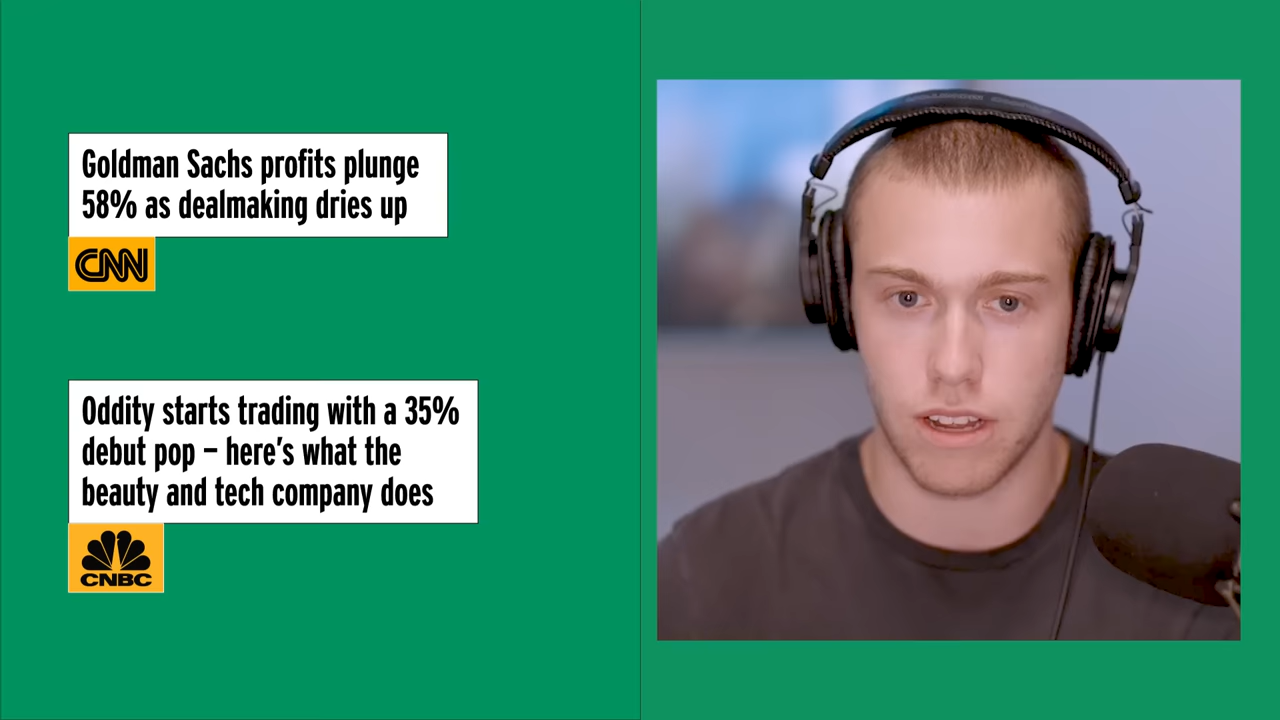 Goldman Sachs profits plunge
58% as dealmaking dries up
CNN
Oddity starts trading with a 35%
debut pop – here's what the
beauty and tech company does
CNBC